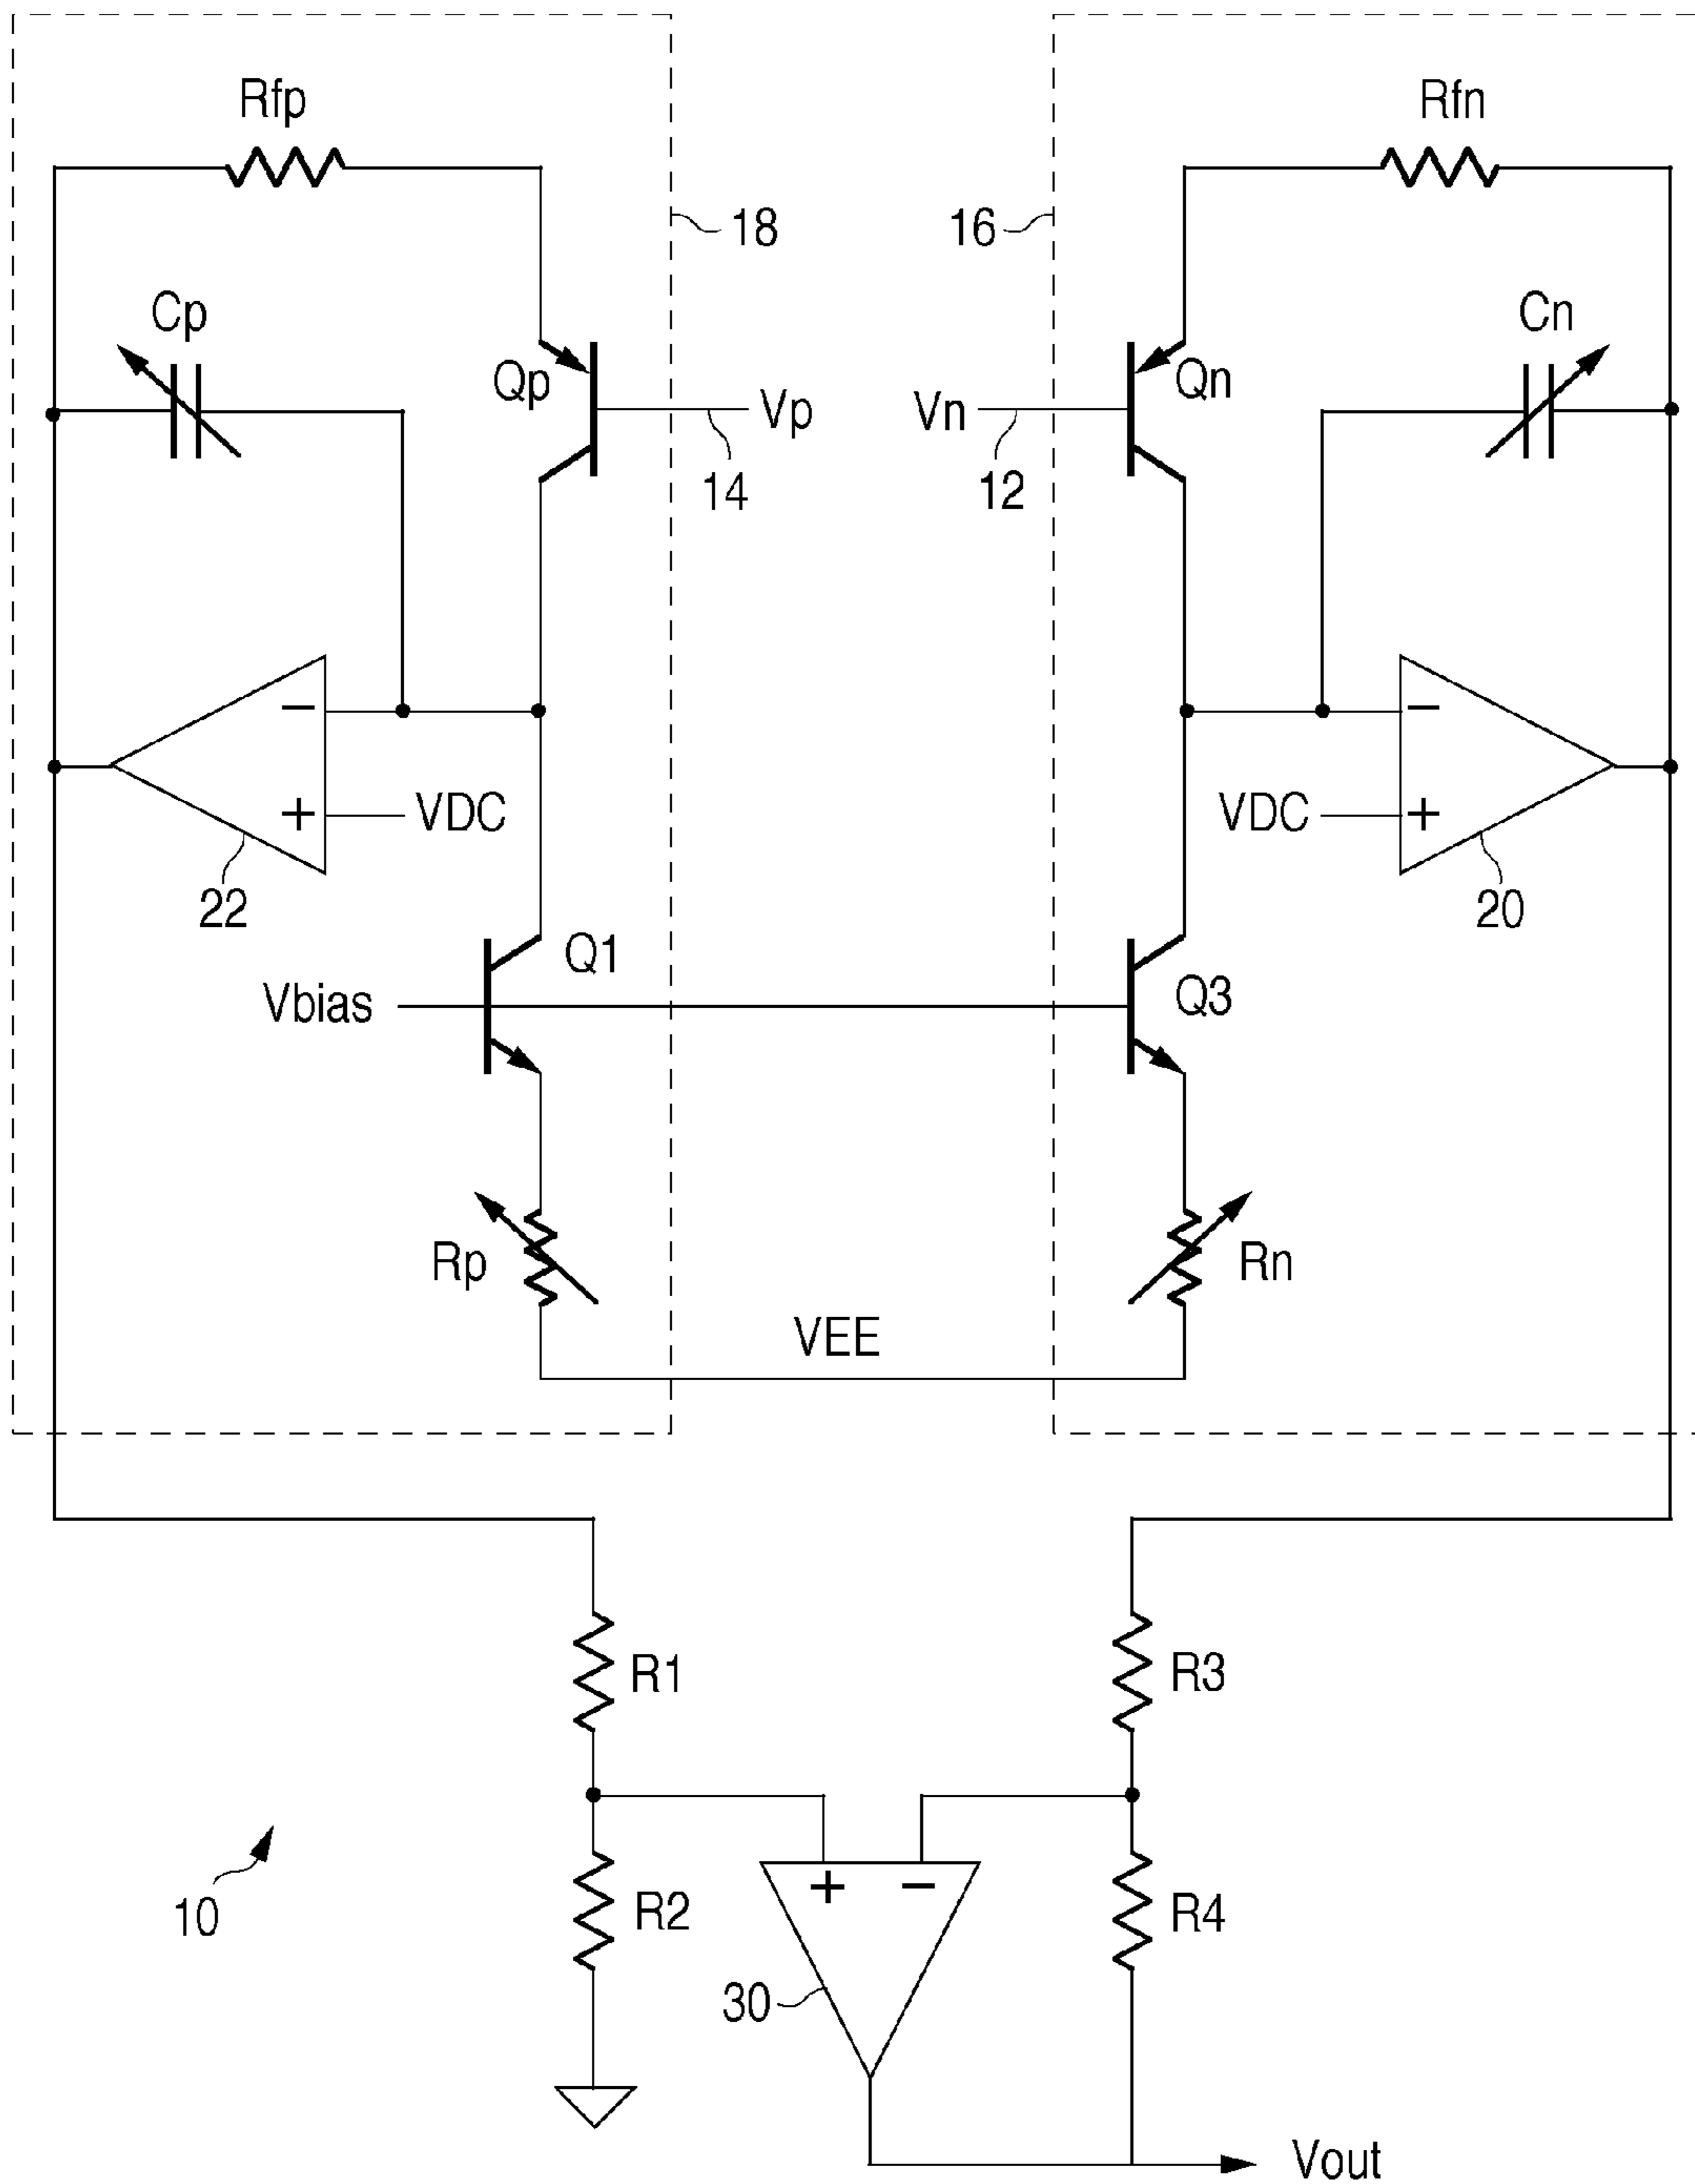 Rfp
Rfn
18
16
Cp
Cn
Qp
Qn
Vp
Vn
14
12
−
−
VDC
+
VDC
+
22
20
Q1
Vbias
Q3
Rp
Rn
VEE
R1
R3
+ −
R2
R4
10
30
Vout